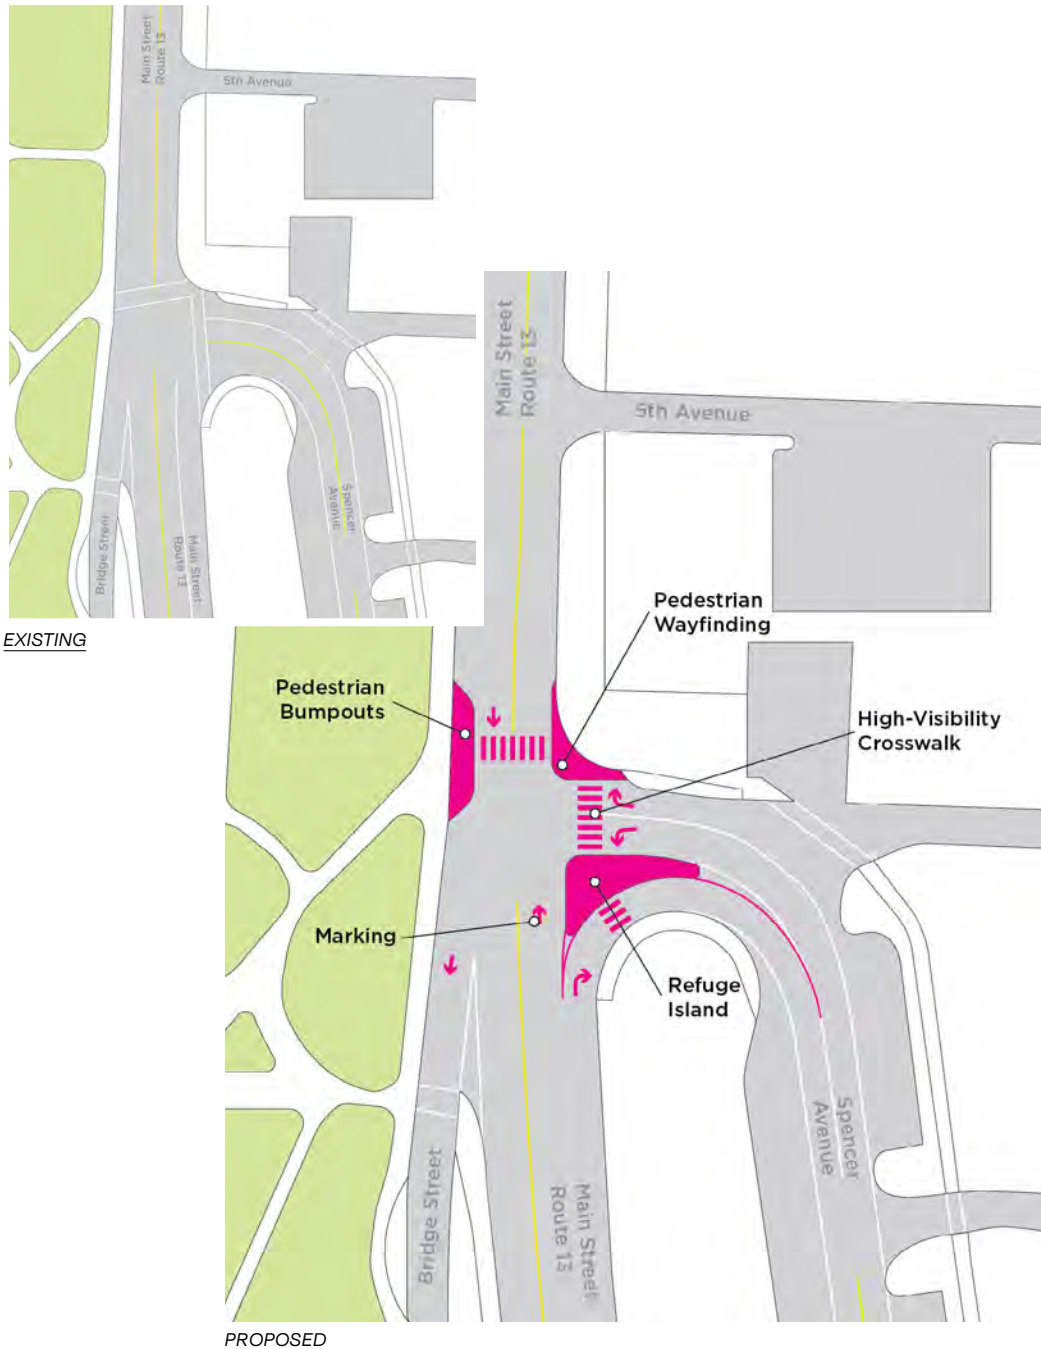 Main Street
Route 13
5th Avenue
Spencer
Avenue
Main Street
Route 13
Bridge Street
EXISTING
Main Street
Route 13
5th Avenue
Pedestrian
Wayfinding
Pedestrian
Bumpouts
High-Visibility
Crosswalk
Marking
Refuge
Island
Spencer
Avenue
Bridge Street
Main Street
Route 13
PROPOSED